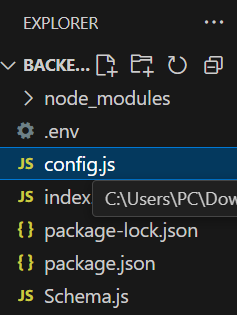 EXPLORER
BACKE...
node_modules
.env
JS config.js
JS index
C:\Users\PC\Dow
{} package-lock.json
{} package.json
JS Schema.js